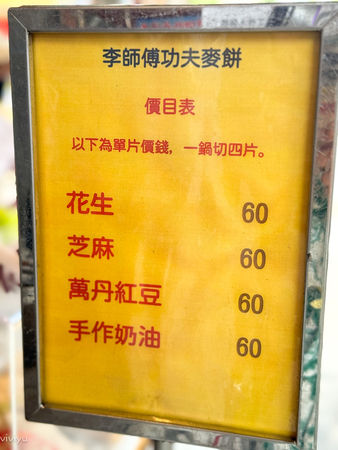 李師傅功夫麥餅
價目表
以下為單片價錢，一鍋切四片。
花生 60
芝麻 60
萬丹紅豆 60
手作奶油 60